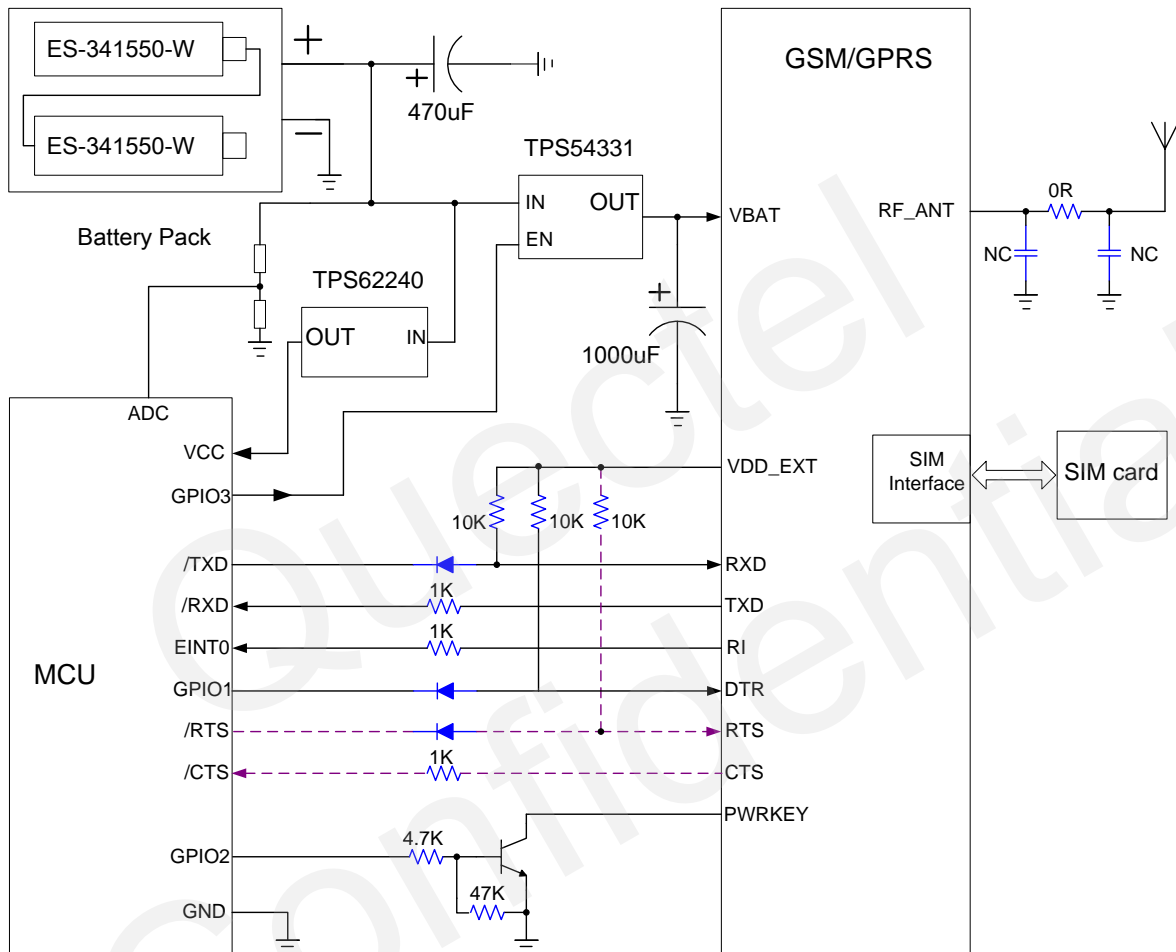 ES-341550-W
ES-341550-W
+
−
Battery Pack
+
470uF
GSM/GPRS
TPS54331
IN
OUT
EN
VBAT
RF_ANT
0R
NC
NC
TPS62240
OUT
IN
+
1000uF
ADC
VCC
GPIO3
VDD_EXT
SIM
Interface
SIM card
10K
10K
10K
/TXD
RXD
/RXD
1K
TXD
EINT0
1K
RI
MCU
GPIO1
DTR
/RTS
RTS
/CTS
1K
CTS
PWRKEY
GPIO2
4.7K
47K
GND
Quectel
Confidential